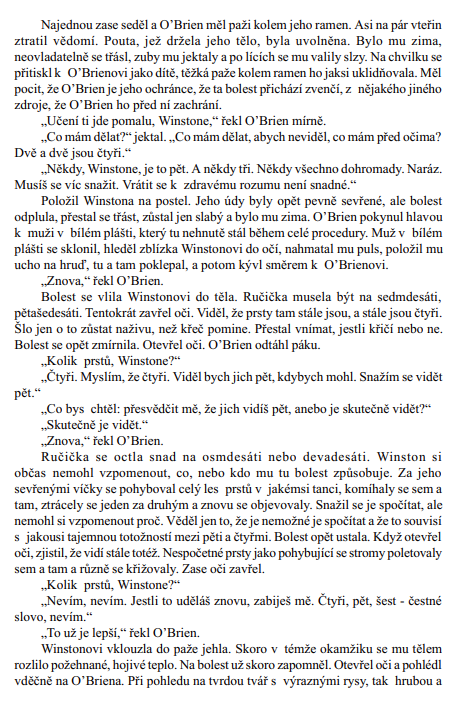 Najednou zase seděl a O’Brien měl paži kolem jeho ramen. Asi na pár vteřin
ztratil vědomí. Pouta, jež držela jeho tělo, byla uvolněna. Bylo mu zima,
neovladatelně se třásl, zuby mu jektaly a po lících se mu valily slzy. Na chvilku se
přitiskl k O’Brienovi jako dítě, těžká paže kolem ramen ho jaksi uklidňovala. Měl
pocit, že O’Brien je jeho ochránce, že ta bolest přichází zvenčí, z nějakého jiného
zdroje, že O’Brien ho před ní zachrání.
„Učení ti jde pomalu, Winstone,“ řekl O’Brien mírně.
„Co mám dělat?“ jektal. „Co mám dělat, abych neviděl, co mám před očima?
Dvě a dvě jsou čtyři.“
„Někdy, Winstone, je to pět. A někdy tři. Někdy všechno dohromady. Naráz.
Musíš se víc snažit. Vrátit se k zdravému rozumu není snadné.“
Položil Winstona na postel. Jeho údy byly opět pevně sevřené, ale bolest
odplula, přestal se třást, zůstal jen slabý a bylo mu zima. O’Brien pokynul hlavou
k muži v bílém plášti, který tu nehnutě stál během celé procedury. Muž v bílém
plášti se sklonil, hleděl zblízka Winstonovi do očí, nahmatal mu puls, položil mu
ucho na hruď, tu a tam poklepal, a potom kývl směrem k O’Brienovi.
„Znova,“ řekl O’Brien.
Bolest se vlila Winstonovi do těla. Ručička musela být na sedmdesáti,
pětašedesáti. Tentokrát zavřel oči. Viděl, že prsty tam stále jsou, a stále jsou čtyři.
Šlo jen o to zůstat naživu, než křeč pomine. Přestal vnímat, jestli křičí nebo ne.
Bolest se opět zmírnila. Otevřel oči. O’Brien odtáhl páku.
„Kolik prstů, Winstone?“
„Čtyři. Myslím, že čtyři. Viděl bych jich pět, kdybych mohl. Snažím se vidět
pět.“
„Co bys chtěl: přesvědčit mě, že jich vidíš pět, anebo je skutečně vidět?“
„Skutečně je vidět.“
„Znova,“ řekl O’Brien.
Ručička se octla snad na osmdesáti nebo devadesáti. Winston si
občas nemohl vzpomenout, co, nebo kdo mu tu bolest způsobuje. Za jeho
sevřenými víčky se pohyboval celý les prstů v jakémsi tanci, komíhaly se sem a
tam, ztrácely se jeden za druhým a znovu se objevovaly. Snažil se je spočítat, ale
nemohl si vzpomenout proč. Věděl jen to, že je nemožné je spočítat a že to souvisí
s jakousi tajemnou totožností mezi pěti a čtyřmi. Bolest opět ustala. Když otevřel
oči, zjistil, že vidí stále totéž. Nespočetné prsty jako pohybující se stromy poletovaly
sem a tam a různě se křižovaly. Zase oči zavřel.
„Kolik prstů, Winstone?“
„Nevím, nevím. Jestli to uděláš znovu, zabiješ mě. Čtyři, pět, šest - čestné
slovo, nevím.“
„To už je lepší,“ řekl O’Brien.
Winstonovi vklouzla do paže jehla. Skoro v témže okamžiku se mu tělem
rozlilo požehnané, hojivé teplo. Na bolest už skoro zapomněl. Otevřel oči a pohlédl
vděčně na O’Briena. Při pohledu na tvrdou tvář s výraznými rysy, tak hrubou a